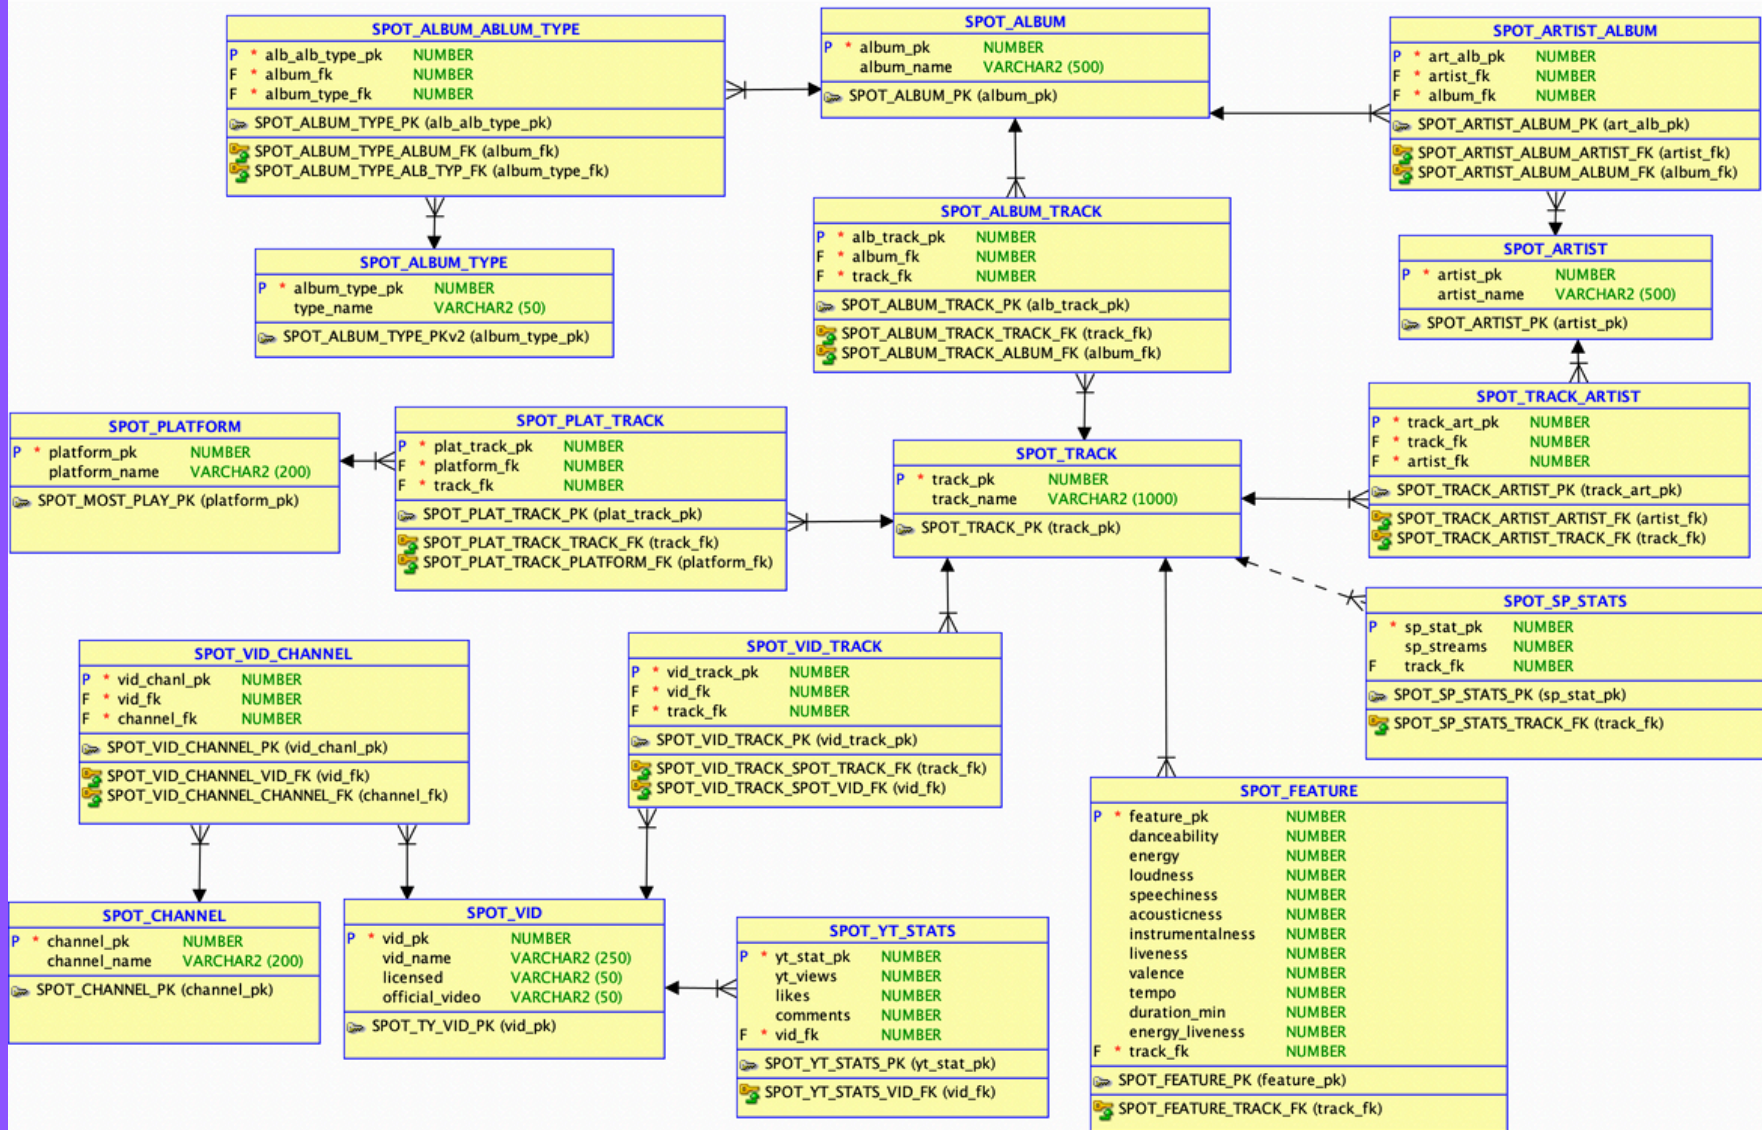 SPOT_ALBUM_ABLUM_TYPE
P * alb_alb_type_pk NUMBER
F * album_fk NUMBER
F * album_type_fk NUMBER
SPOT_ALBUM_TYPE_PK (alb_alb_type_pk)
SPOT_ALBUM_TYPE_ALBUM_FK (album_fk)
SPOT_ALBUM_TYPE_ALB_TYP_FK (album_type_fk)
SPOT_ALBUM
P * album_pk NUMBER
album_name VARCHAR2 (500)
SPOT_ALBUM_PK (album_pk)
SPOT_ARTIST_ALBUM
P * art_alb_pk NUMBER
F * artist_fk NUMBER
F * album_fk NUMBER
SPOT_ARTIST_ALBUM_PK (art_alb_pk)
SPOT_ARTIST_ALBUM_ARTIST_FK (artist_fk)
SPOT_ARTIST_ALBUM_ALBUM_FK (album_fk)
SPOT_ALBUM_TYPE
P * album_type_pk NUMBER
type_name VARCHAR2 (50)
SPOT_ALBUM_TYPE_PKv2 (album_type_pk)
SPOT_ALBUM_TRACK
P * alb_track_pk NUMBER
F * album_fk NUMBER
F * track_fk NUMBER
SPOT_ALBUM_TRACK_PK (alb_track_pk)
SPOT_ALBUM_TRACK_TRACK_FK (track_fk)
SPOT_ALBUM_TRACK_ALBUM_FK (album_fk)
SPOT_ARTIST
P * artist_pk NUMBER
artist_name VARCHAR2 (500)
SPOT_ARTIST_PK (artist_pk)
SPOT_PLATFORM
P * platform_pk NUMBER
platform_name VARCHAR2 (200)
SPOT_MOST_PLAY_PK (platform_pk)
SPOT_PLAT_TRACK
P * plat_track_pk NUMBER
F * platform_fk NUMBER
F * track_fk NUMBER
SPOT_PLAT_TRACK_PK (plat_track_pk)
SPOT_PLAT_TRACK_TRACK_FK (track_fk)
SPOT_PLAT_TRACK_PLATFORM_FK (platform_fk)
SPOT_TRACK
P * track_pk NUMBER
track_name VARCHAR2 (1000)
SPOT_TRACK_PK (track_pk)
SPOT_TRACK_ARTIST
P * track_art_pk NUMBER
F * track_fk NUMBER
F * artist_fk NUMBER
SPOT_TRACK_ARTIST_PK (track_art_pk)
SPOT_TRACK_ARTIST_ARTIST_FK (artist_fk)
SPOT_TRACK_ARTIST_TRACK_FK (track_fk)
SPOT_SP_STATS
P * sp_stat_pk NUMBER
sp_streams NUMBER
F track_fk NUMBER
SPOT_SP_STATS_PK (sp_stat_pk)
SPOT_SP_STATS_TRACK_FK (track_fk)
SPOT_VID_CHANNEL
P * vid_chanl_pk NUMBER
F * vid_fk NUMBER
F * channel_fk NUMBER
SPOT_VID_CHANNEL_PK (vid_chanl_pk)
SPOT_VID_CHANNEL_VID_FK (vid_fk)
SPOT_VID_CHANNEL_CHANNEL_FK (channel_fk)
SPOT_VID_TRACK
P * vid_track_pk NUMBER
F * vid_fk NUMBER
F * track_fk NUMBER
SPOT_VID_TRACK_PK (vid_track_pk)
SPOT_VID_TRACK_SPOT_TRACK_FK (track_fk)
SPOT_VID_TRACK_SPOT_VID_FK (vid_fk)
SPOT_CHANNEL
P * channel_pk NUMBER
channel_name VARCHAR2 (200)
SPOT_CHANNEL_PK (channel_pk)
SPOT_VID
P * vid_pk NUMBER
vid_name VARCHAR2 (250)
licensed VARCHAR2 (50)
official_video VARCHAR2 (50)
SPOT_TY_VID_PK (vid_pk)
SPOT_YT_STATS
P * yt_stat_pk NUMBER
yt_views NUMBER
likes NUMBER
comments NUMBER
F * vid_fk NUMBER
SPOT_YT_STATS_PK (yt_stat_pk)
SPOT_YT_STATS_VID_FK (vid_fk)
SPOT_FEATURE
P * feature_pk NUMBER
danceability NUMBER
energy NUMBER
loudness NUMBER
speechiness NUMBER
acousticness NUMBER
instrumentalness NUMBER
liveness NUMBER
valence NUMBER
tempo NUMBER
duration_min NUMBER
energy_liveness NUMBER
F * track_fk NUMBER
SPOT_FEATURE_PK (feature_pk)
SPOT_FEATURE_TRACK_FK (track_fk)